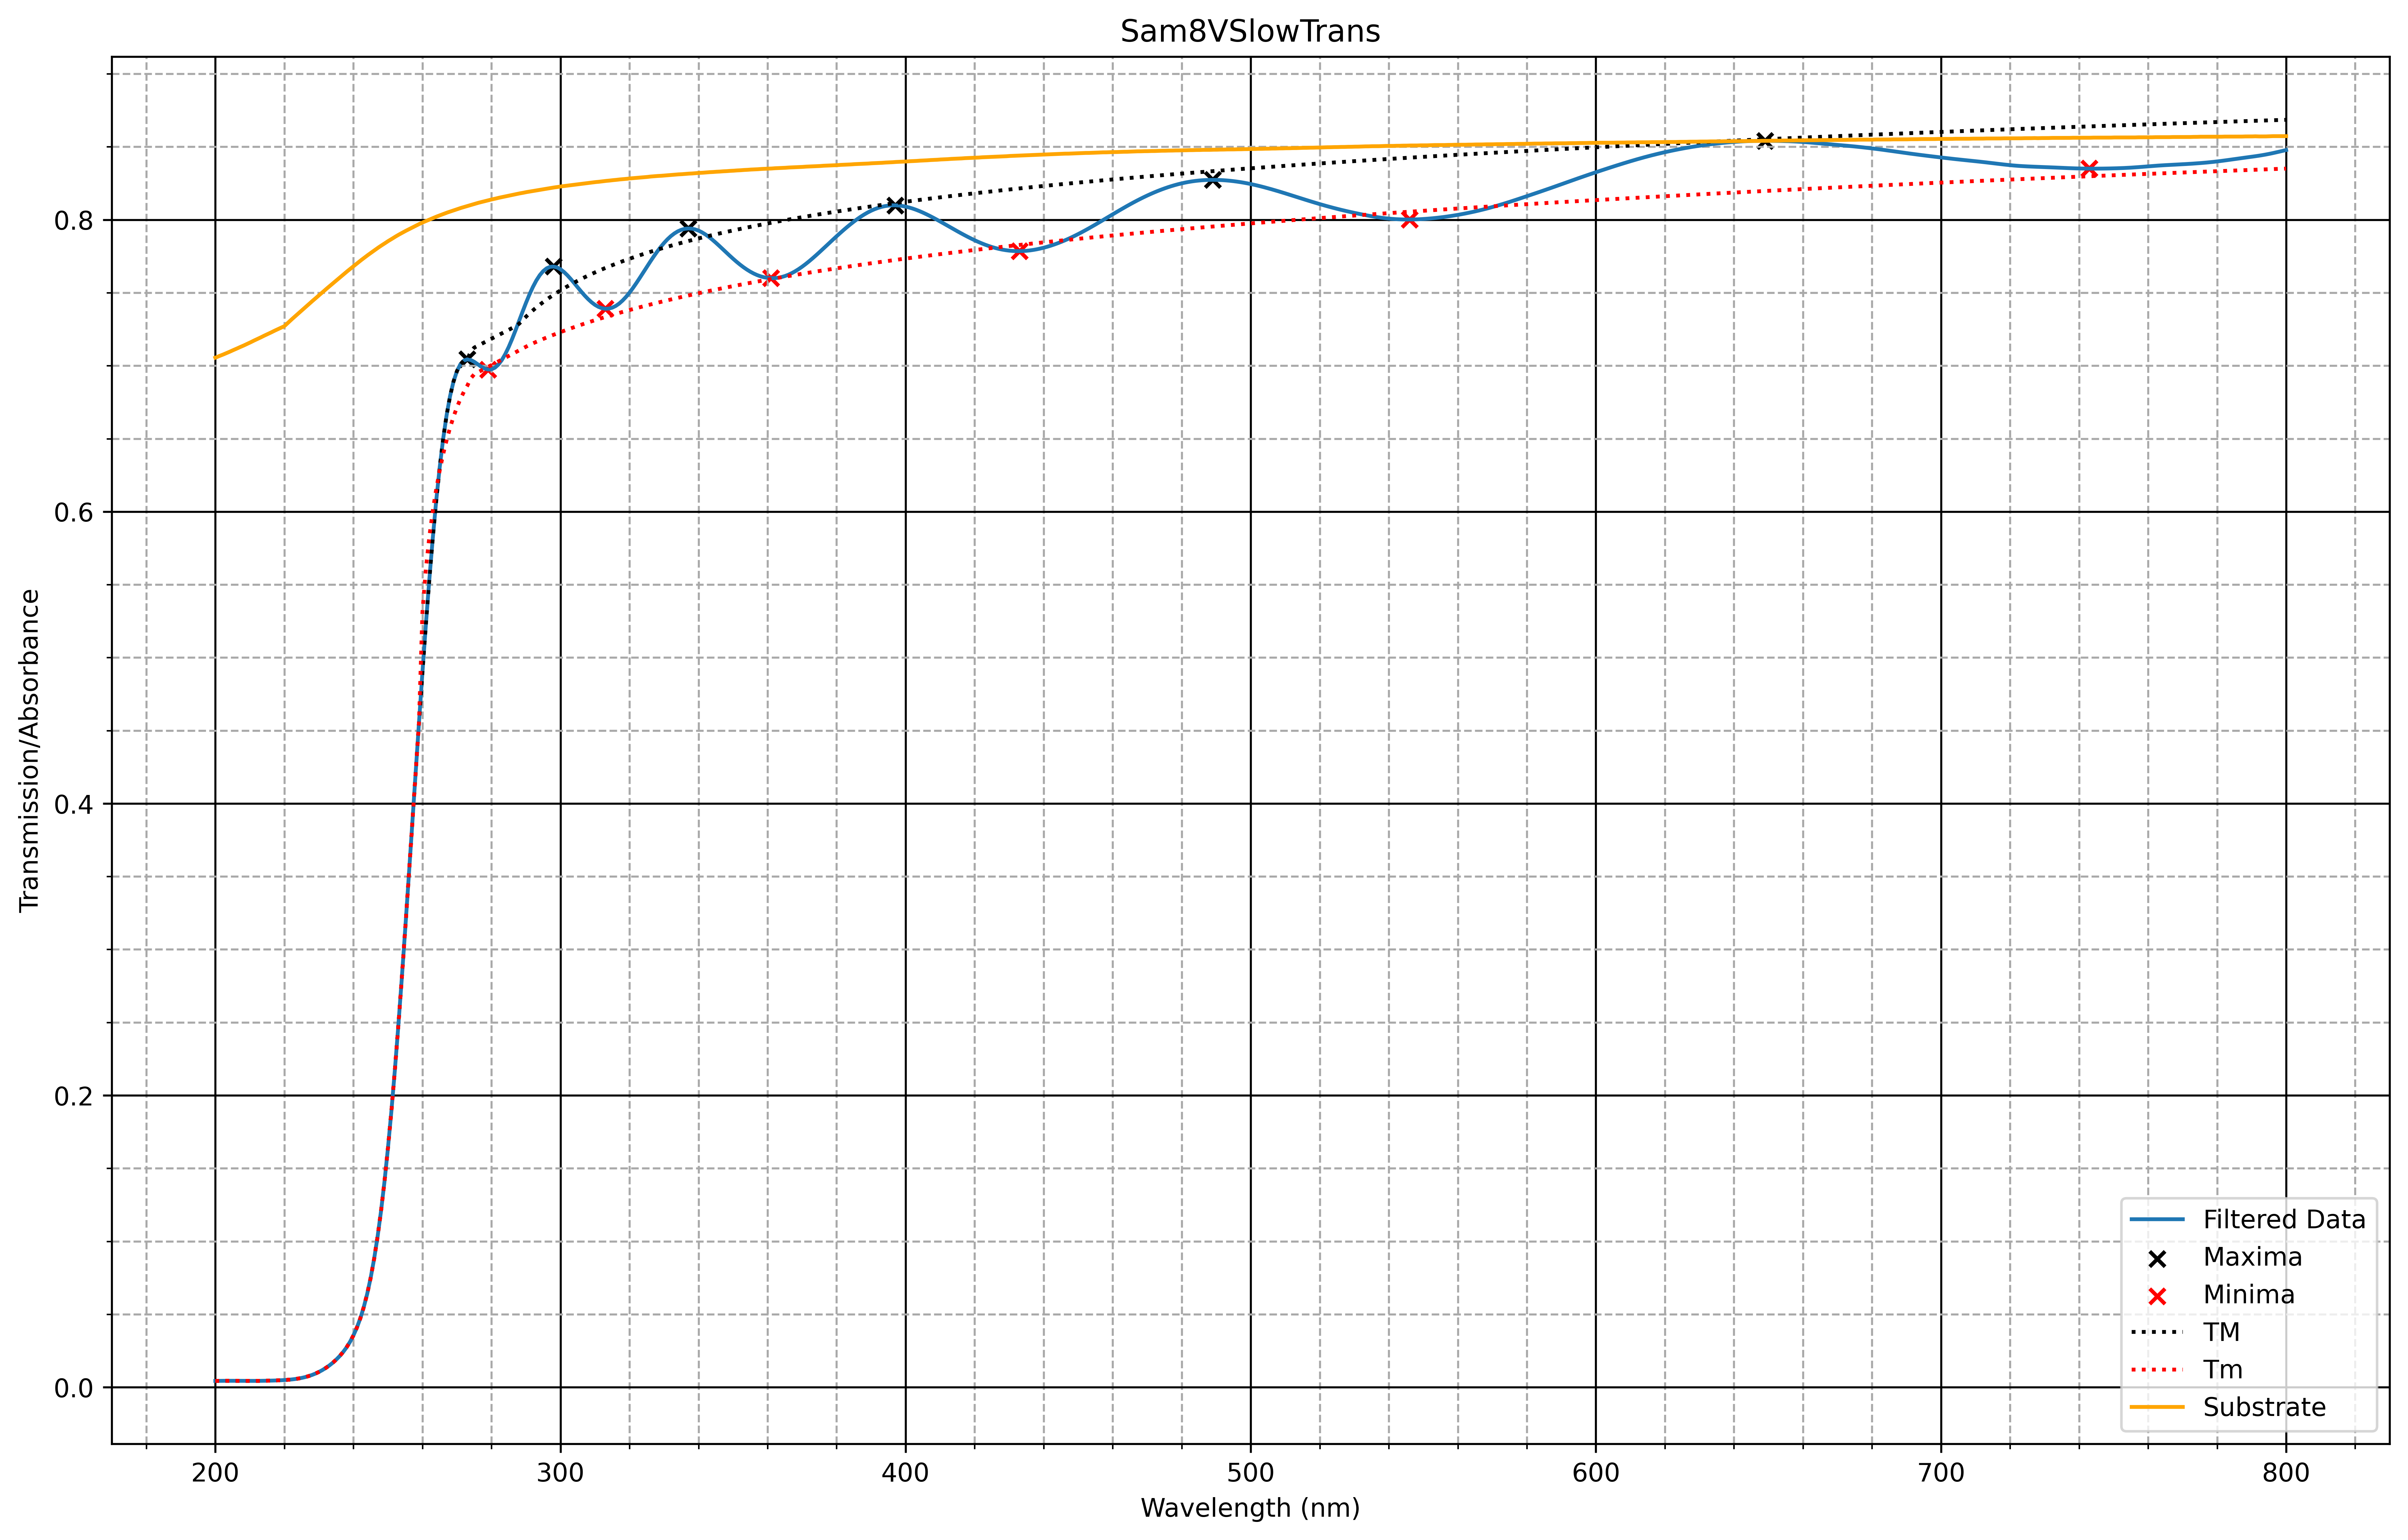 Sam8VSlowTrans
Transmission/Absorbance
0.8
0.6
0.4
0.2
0.0
200 300 400 500 600 700 800
Wavelength (nm)
Filtered Data
Maxima
Minima
TM
Tm
Substrate